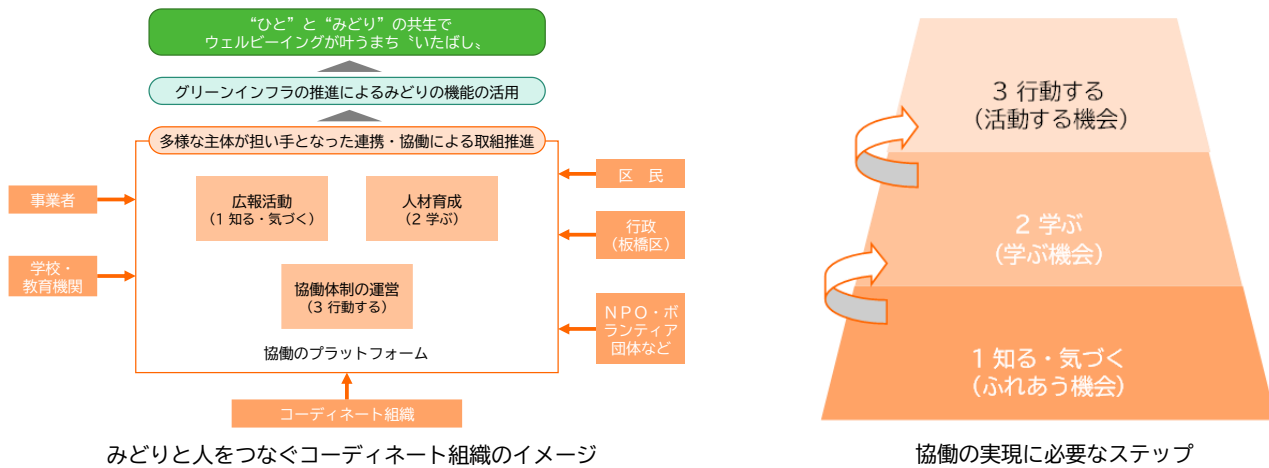 “ひと”と“みどり”の共生で
ウェルビーイングが叶うまち〝いたばし〟
グリーンインフラの推進によるみどりの機能の活用
多様な主体が担い手となった連携・協働による取組推進
事業者
学校・
教育機関
広報活動
(1 知る・気づく)
人材育成
(2 学ぶ)
協働体制の運営
(3 行動する)
協働のプラットフォーム
区　民
行政
(板橋区)
ＮＰＯ・ボ
ランティア
団体など
コーディネート組織
みどりと人をつなぐコーディネート組織のイメージ
3 行動する
(活動する機会)
2 学ぶ
(学ぶ機会)
1 知る・気づく
(ふれあう機会)
協働の実現に必要なステップ